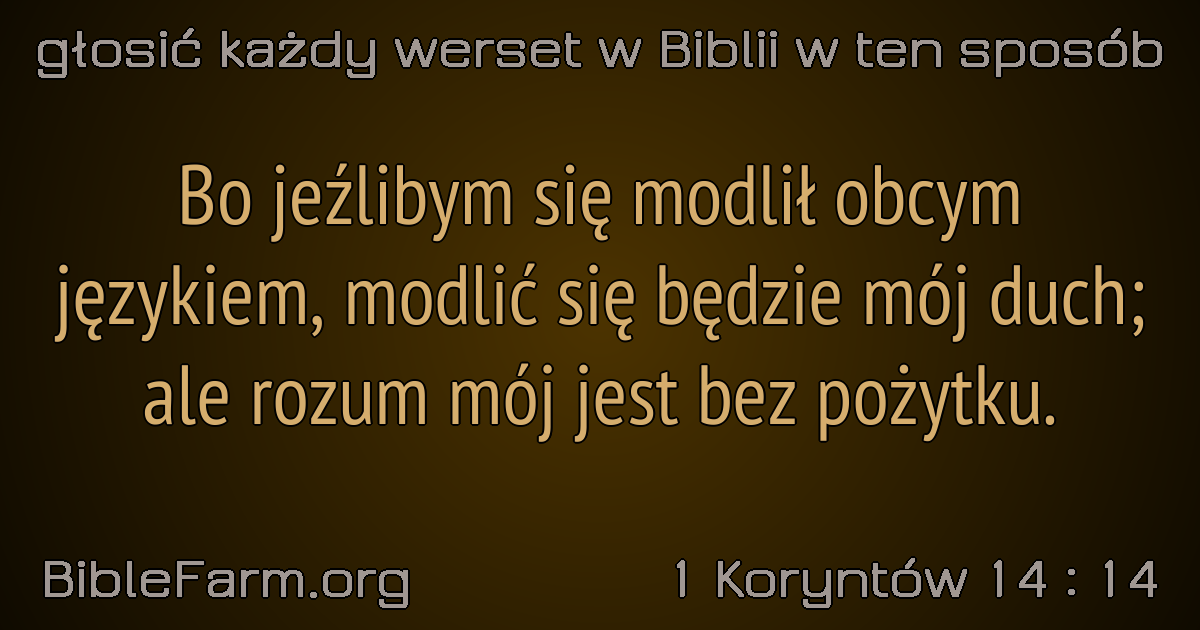 głosić każdy werset w Biblii w ten sposób
Bo jeźlibym się modlił obcym
językiem, modlić się będzie mój duch;
ale rozum mój jest bez pożytku.
BibleFarm.org
1 Koryntów 14 : 14